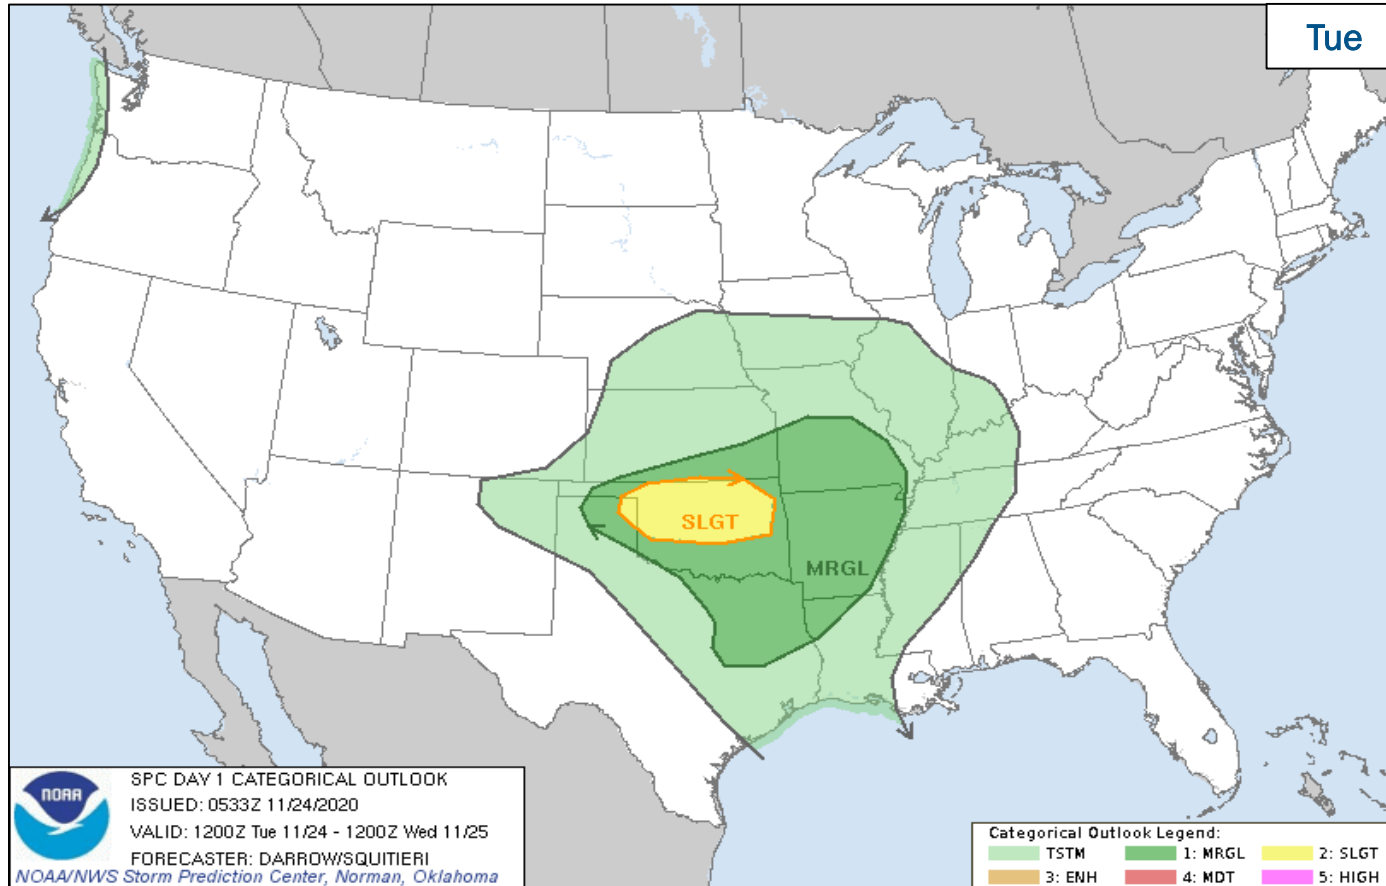 Tue
SLGT
MRGL
NOAA
SPC DAY 1 CATEGORICAL OUTLOOK
ISSUED: 0533Z 11/24/2020
VALID: 1200Z Tue 11/24 - 1200Z Wed 11/25
FORECASTER: DARROW/SQUITIERI
NOAA/NWS Storm Prediction Center, Norman, Oklahoma
Categorical Outlook Legend:
TSTM 1: MRGL 2: SLGT
3: ENH 4: MDT 5: HIGH